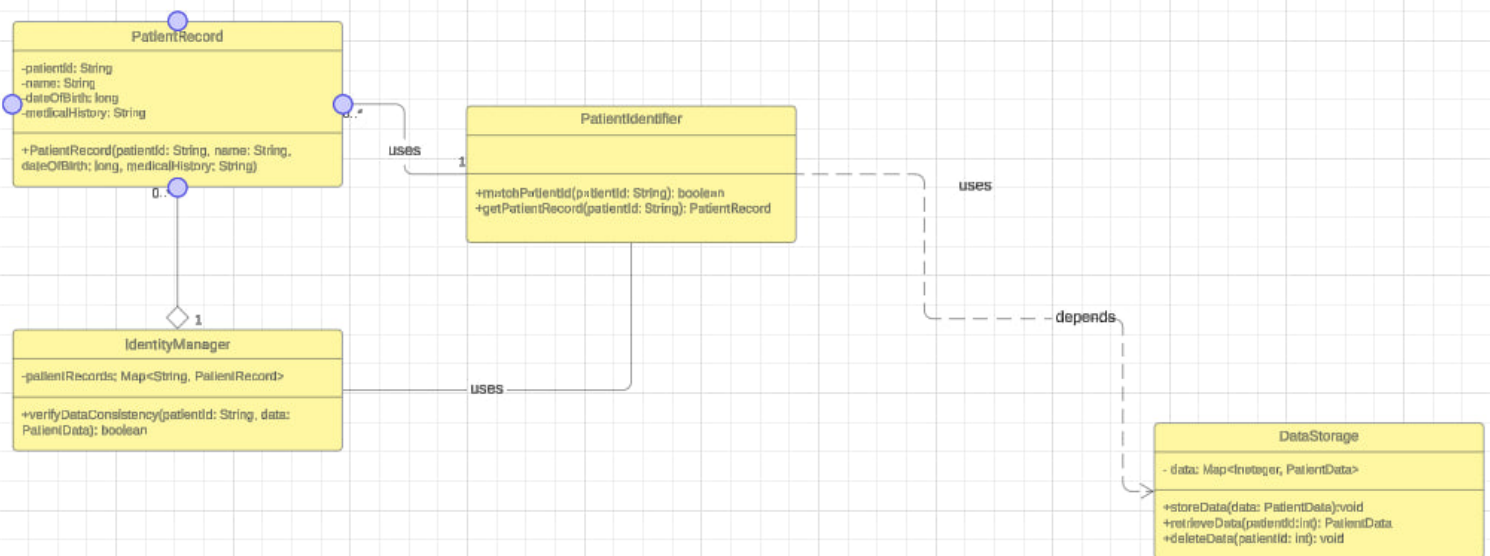 PatientRecord
-patientId: String
-name: String
-dateOfBirth: long
-medicalHistory: String
+PatientRecord(patientId: String, name: String,
dateOfBirth: long, medicalHistory: String)
0..*
uses
1
PatientIdentifier
+matchPatientId(patientId: String): boolean
+getPatientRecord(patientId: String): PatientRecord
uses
0..
1
depends
IdentityManager
-patientRecords: Map<String, PatientRecord>
+verifyDataConsistency(patientId: String, data:
PatientData): boolean
uses
DataStorage
- data: Map<Ineteger, PatientData>
+storeData(data: PatientData):void
+retrieveData(patientId:int): PatientData
+deleteData(patientId: int): void